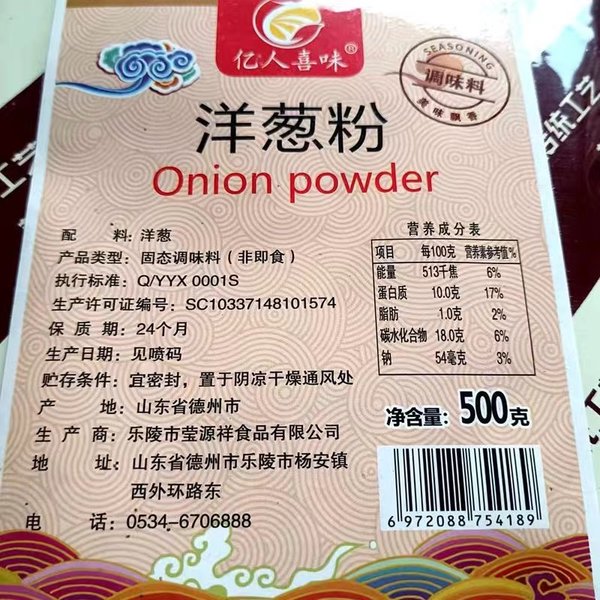 亿人喜味®
SEASONING
调味料
美味飘香
洋葱粉
Onion powder
配 料:洋葱
产品类型:固态调味料(非即食)
执行标准:Q/YYX 0001S
生产许可证编号:SC10337148101574
保 质 期:24个月
生产日期:见喷码
贮存条件:宜密封,置于阴凉干燥通风处
产 地:山东省德州市
生 产 商:乐陵市莹源祥食品有限公司
地 址:山东省德州市乐陵市杨安镇
西外环路东
电 话:0534-6706888
营养成分表
项目 每100克 营养素参考值%
能量 513千焦 6%
蛋白质 10.0克 17%
脂肪 1.0克 2%
碳水化合物 18.0克 6%
钠 54毫克 3%
净含量:500克
6 972088 754189
工艺
传统工艺